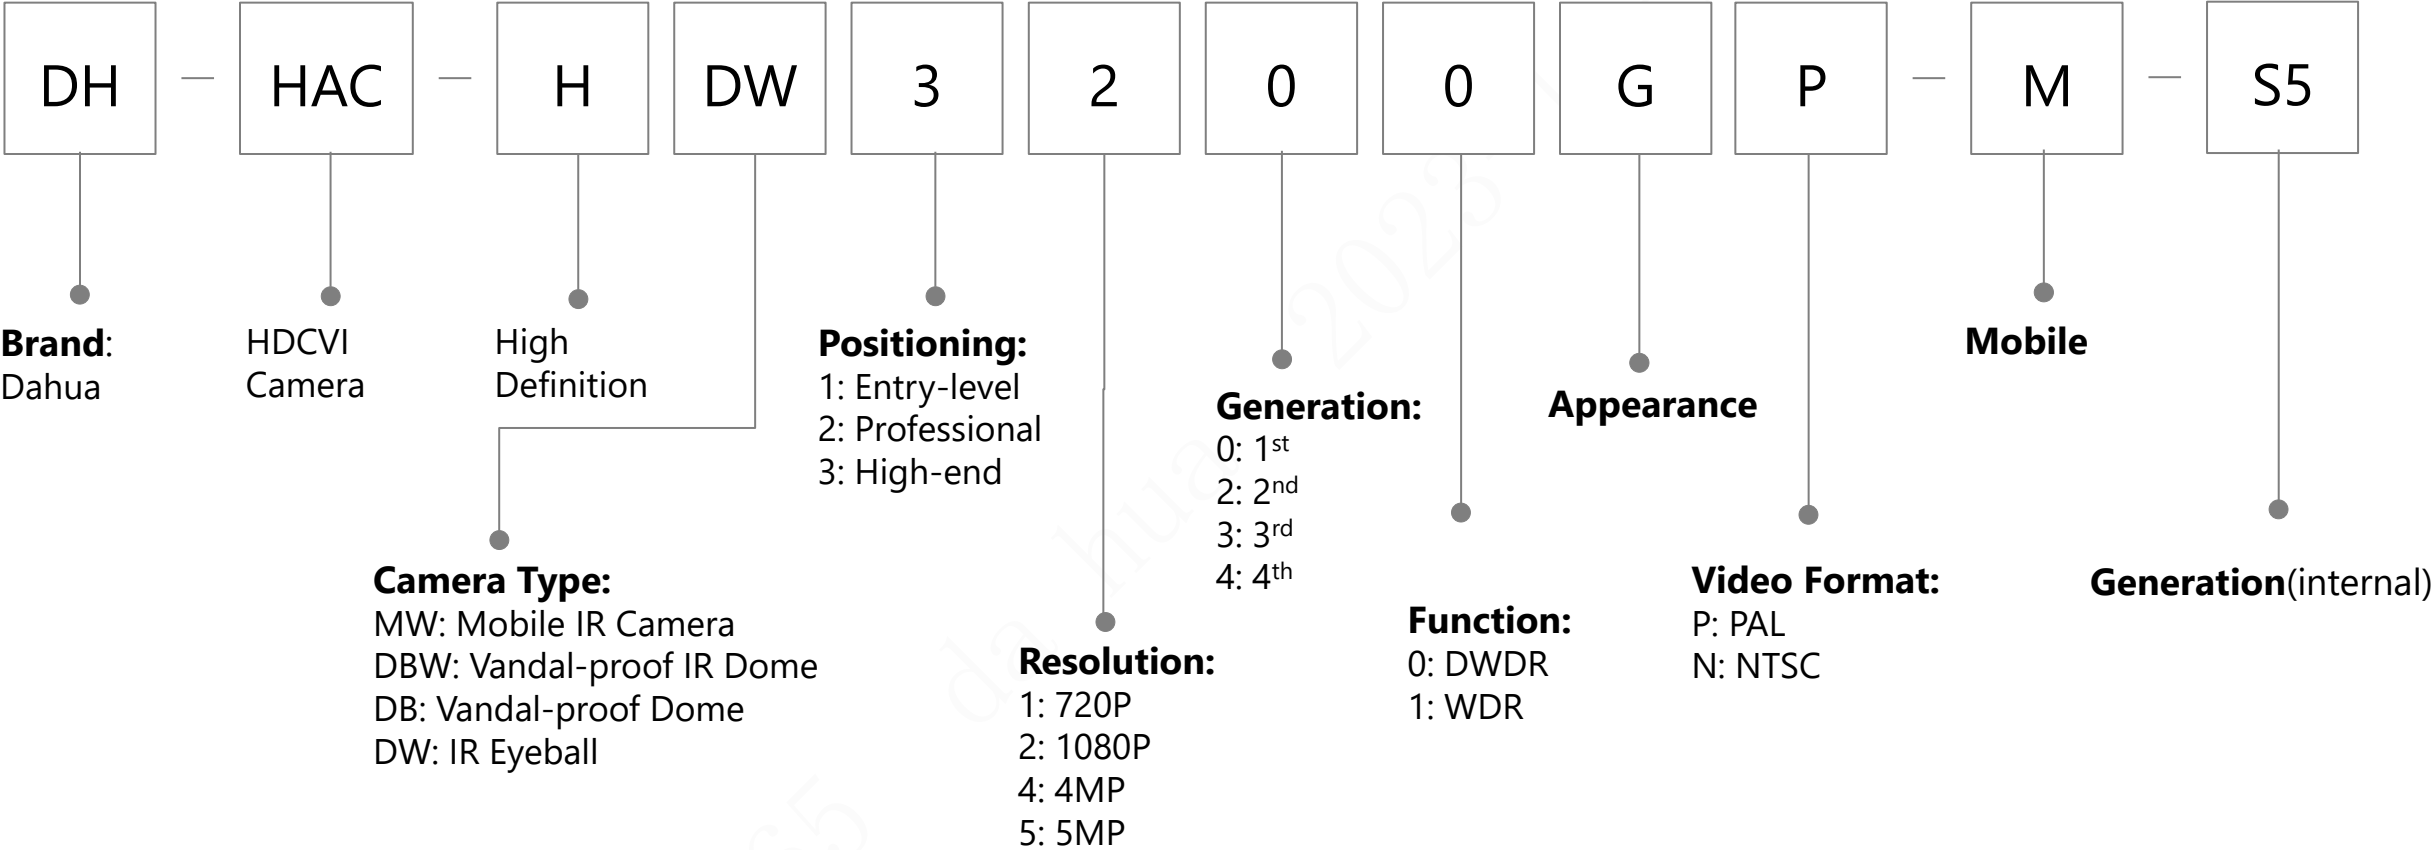 DH — HAC — H DW 3 2 0 0 G P — M — S5
Brand:
Dahua
HDCVI
Camera
High
Definition
Camera Type:
MW: Mobile IR Camera
DBW: Vandal-proof IR Dome
DB: Vandal-proof Dome
DW: IR Eyeball
Positioning:
1: Entry-level
2: Professional
3: High-end
Resolution:
1: 720P
2: 1080P
4: 4MP
5: 5MP
Generation:
0: 1st
2: 2nd
3: 3rd
4: 4th
Function:
0: DWDR
1: WDR
Appearance
Video Format:
P: PAL
N: NTSC
Mobile
Generation(internal)
da hua 2023